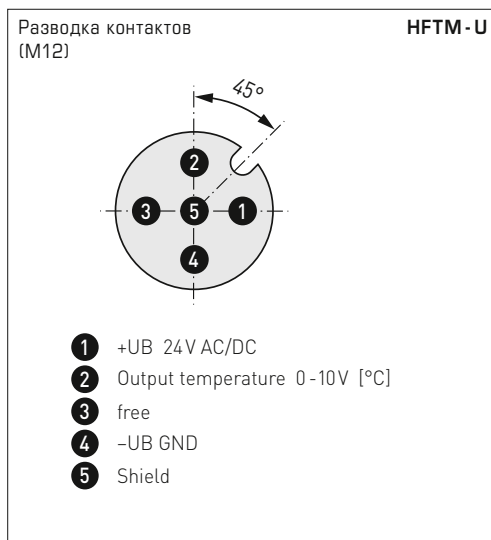 Разводка контактов
(M12)
HFTM-U
45°
2
3 5 1
4
1 +UB 24V AC/DC
2 Output temperature 0-10V [°C]
3 free
4 –UB GND
5 Shield